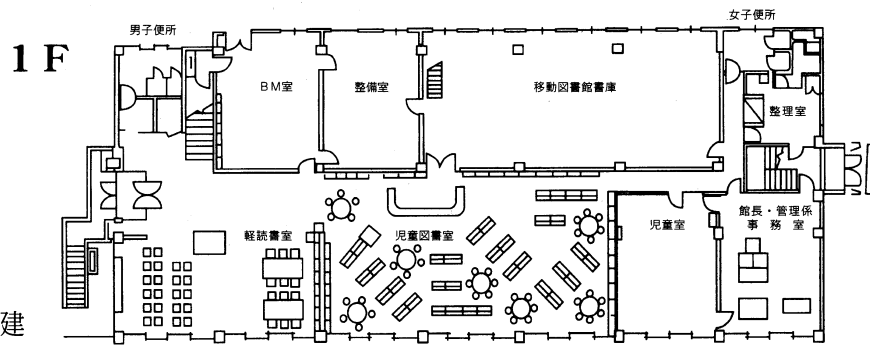 男子便所
女子便所
1F
BM室
整備室
移動図書館書庫
整理室
軽読書室
児童図書室
児童室
館長・管理係
事務室
建